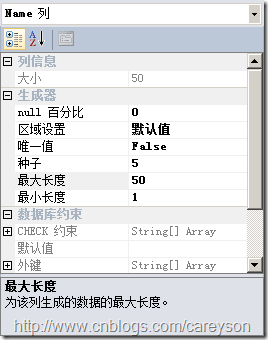 Name 列
列信息
大小 50
生成器
null 百分比 0
区域设置 默认值
唯一值 False
种子 5
最大长度 50
最小长度 1
数据库约束
CHECK 约束 String[] Array
默认值
外键 String[] Array
最大长度
为该列生成的数据的最大长度。
http://www.cnblogs.com/careyson